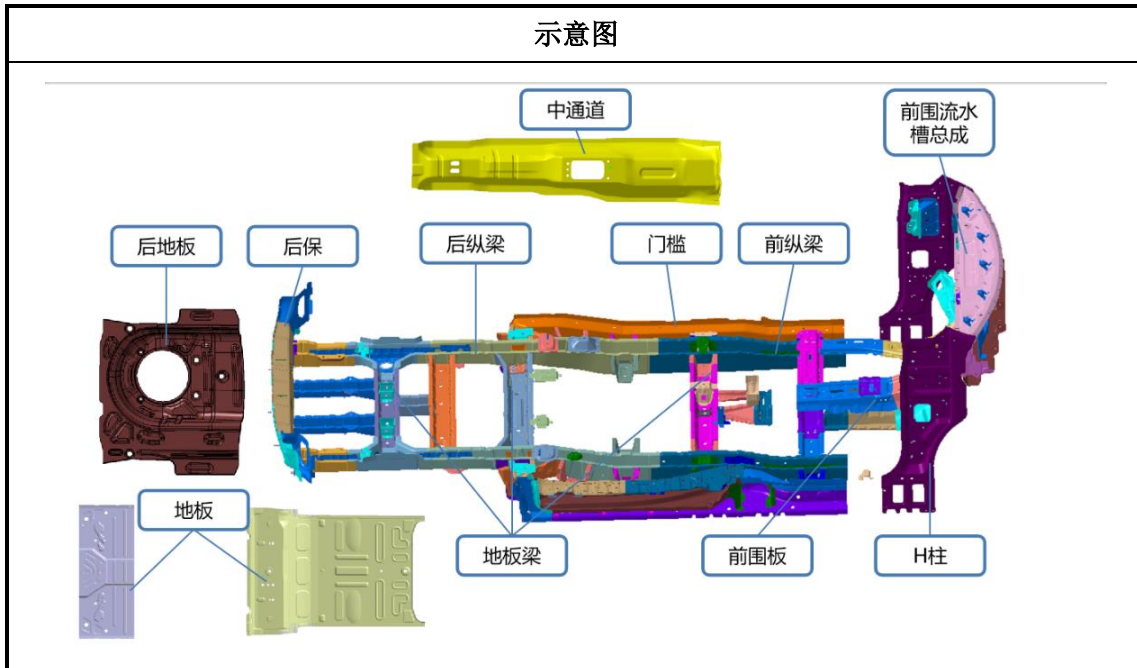 示意图
中通道
前围流水
槽总成
后地板
后保
后纵梁
门槛
前纵梁
地板
地板梁
前围板
H柱